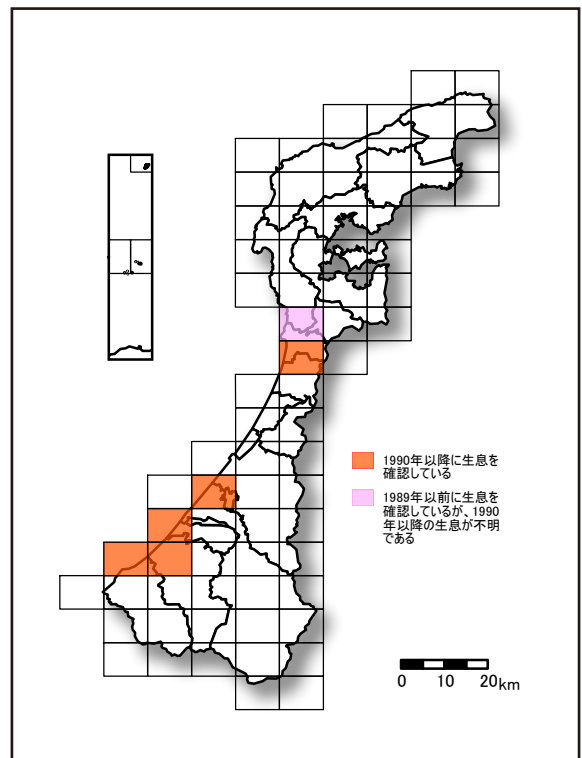 1990年以降に生息を
確認している
1989年以前に生息を
確認しているが、1990
年以降の生息が不明
である
0 10 20km